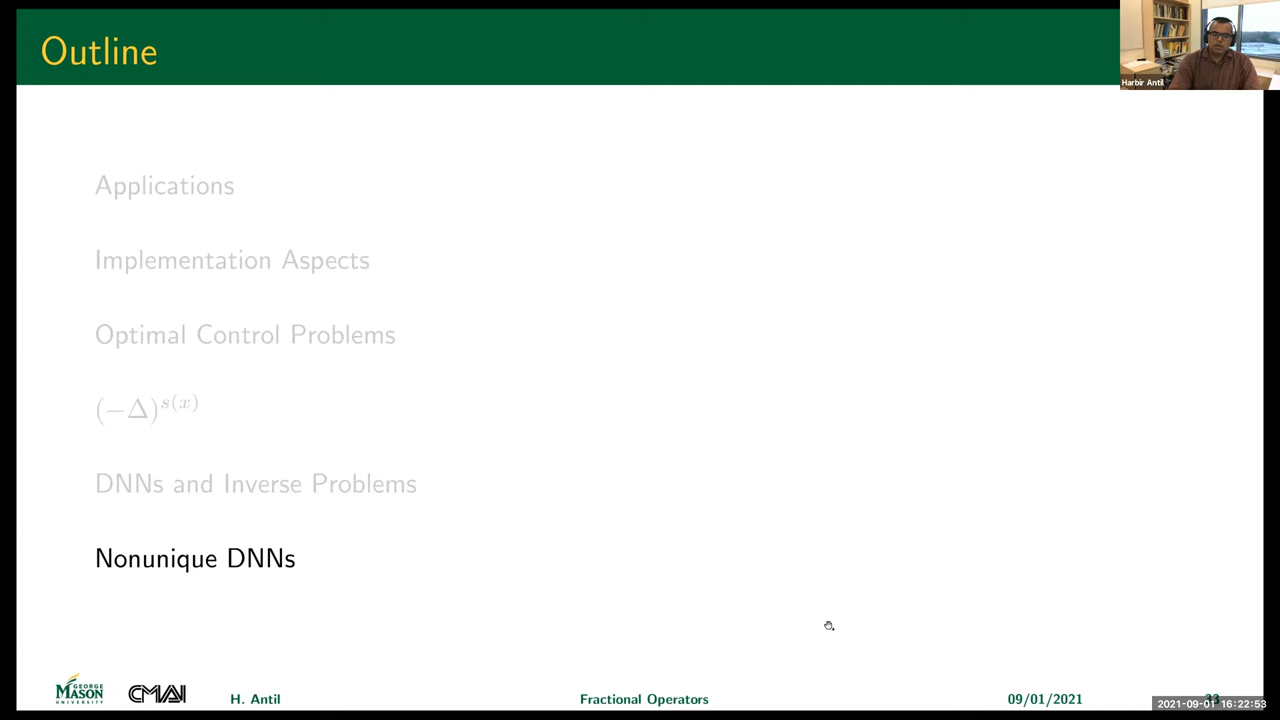 Outline
Harbir Antil
Applications
Implementation Aspects
Optimal Control Problems
(−Δ)^{s(x)}
DNNs and Inverse Problems
Nonunique DNNs
GEORGE
MASON
UNIVERSITY
CMAI
H. Antil
Fractional Operators
09/01/2021
33
2021-09-01 16:22:53